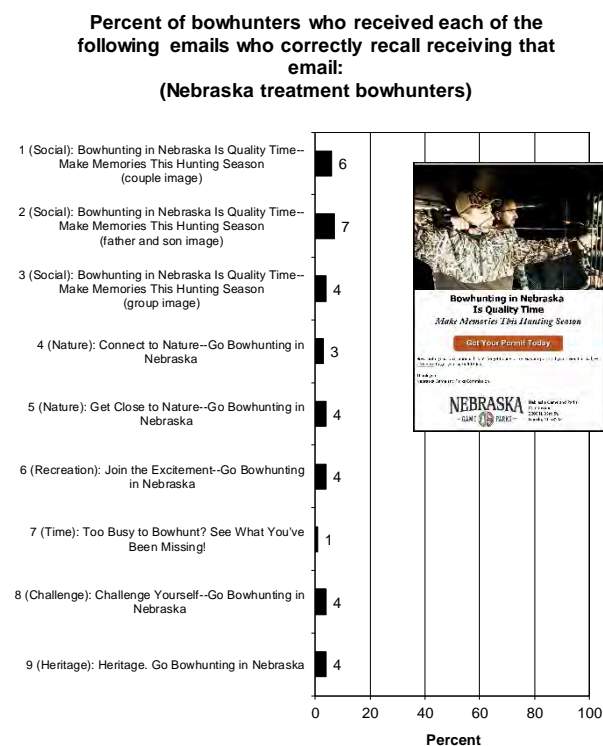 Percent of bowhunters who received each of the
following emails who correctly recall receiving that
email:
(Nebraska treatment bowhunters)
1 (Social): Bowhunting in Nebraska Is Quality Time--
Make Memories This Hunting Season
(couple image)
6
2 (Social): Bowhunting in Nebraska Is Quality Time--
Make Memories This Hunting Season
(father and son image)
7
3 (Social): Bowhunting in Nebraska Is Quality Time--
Make Memories This Hunting Season
(group image)
4
4 (Nature): Connect to Nature--Go Bowhunting in
Nebraska
3
5 (Nature): Get Close to Nature--Go Bowhunting in
Nebraska
4
6 (Recreation): Join the Excitement--Go Bowhunting
in Nebraska
4
7 (Time): Too Busy to Bowhunt? See What You've
Been Missing!
1
8 (Challenge): Challenge Yourself--Go Bowhunting in
Nebraska
4
9 (Heritage): Heritage. Go Bowhunting in Nebraska
4
0 20 40 60 80 100
Percent
Bowhunting in Nebraska
Is Quality Time
Make Memories This Hunting Season
Get Your Permit Today
NEBRASKA
GAME PARKS